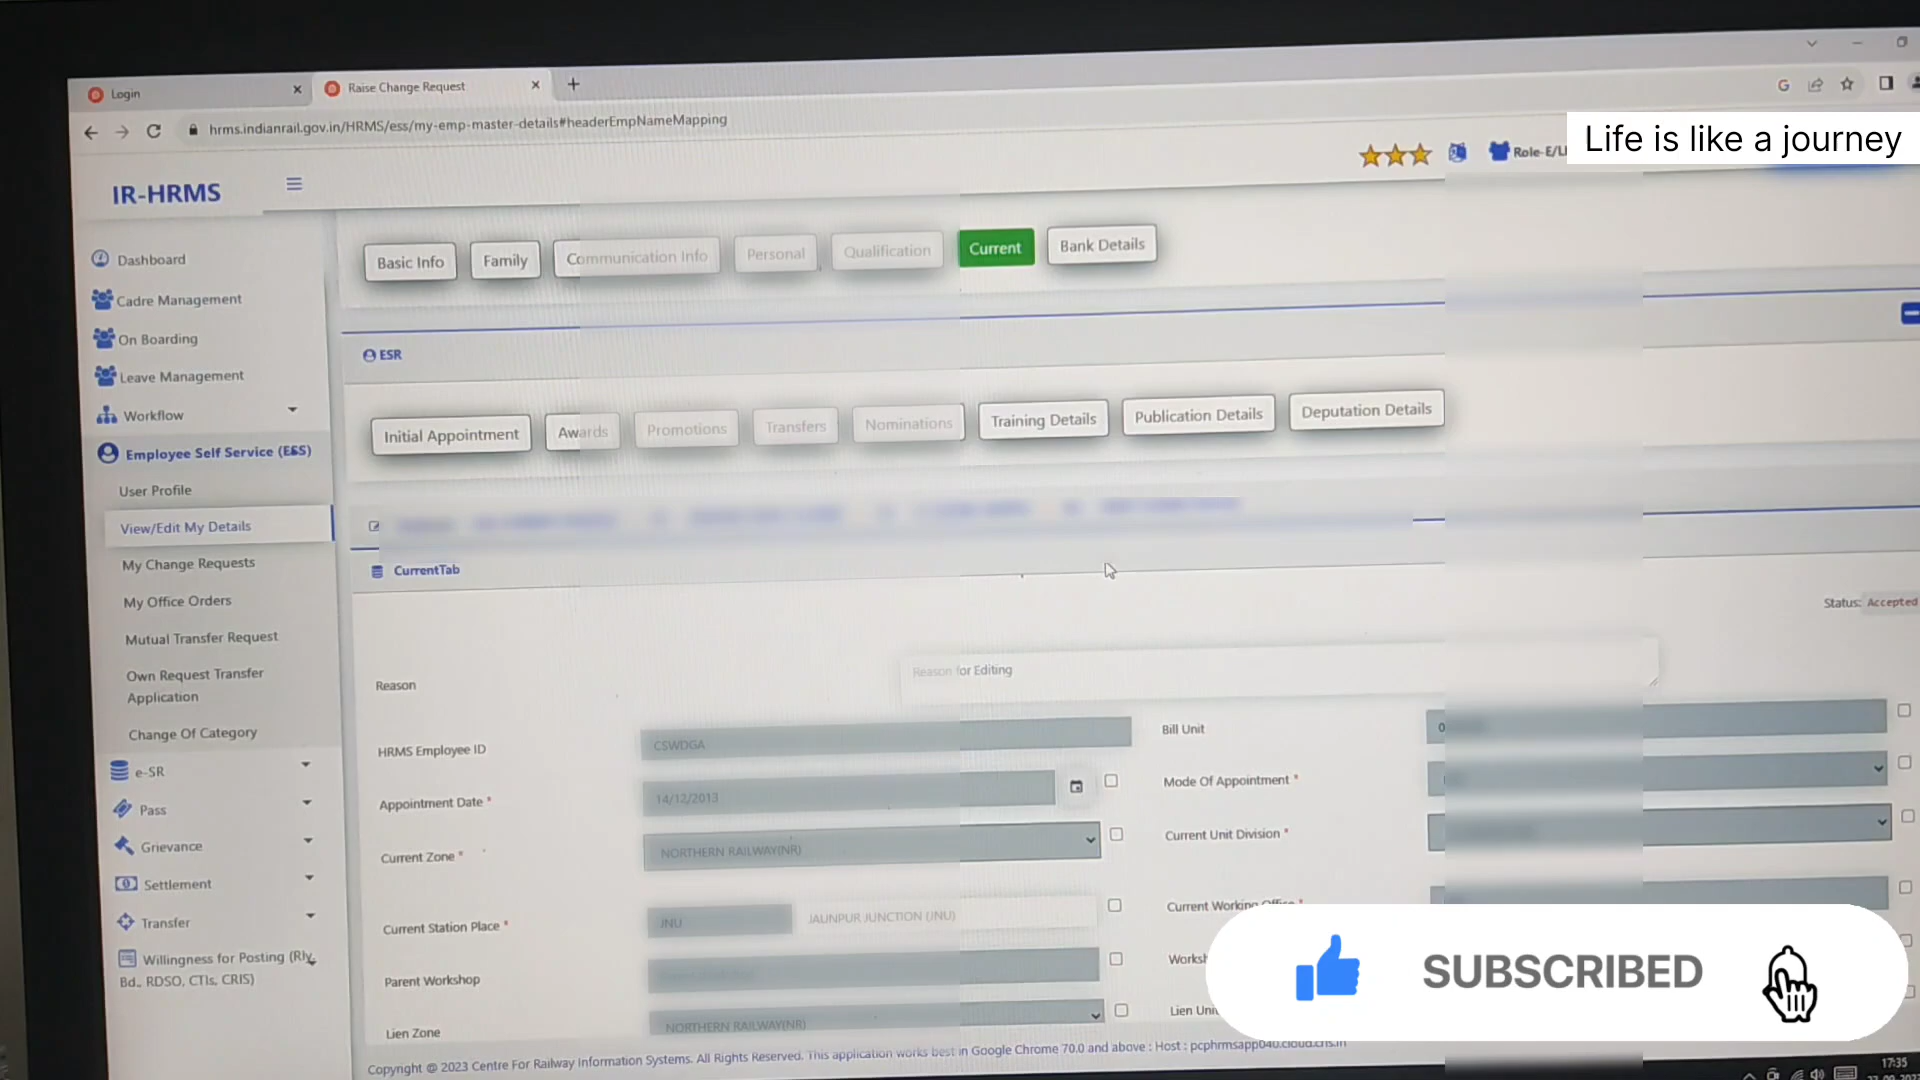 Login
Raise Change Request
hrms.indianrail.gov.in/HRMS/ess/my-emp-master-details#headerEmpNameMapping
Life is like a journey
IR-HRMS
Role-E/
Basic Info Family Communication Info Personal Qualification Current Bank Details
Dashboard
Cadre Management
On Boarding
Leave Management
Workflow
Employee Self Service (ESS)
User Profile
View/Edit My Details
My Change Requests
My Office Orders
Mutual Transfer Request
Own Request Transfer
Application
Change Of Category
e-SR
Pass
Grievance
Settlement
Transfer
Willingness for Posting (Rly.
Bd., RDSO, CTIs, CRIS)
ESR
Initial Appointment Awards Promotions Transfers Nominations Training Details Publication Details Deputation Details
CurrentTab
Status: Accepted
Reason Reason for Editing
HRMS Employee ID CSWDGA Bill Unit 0
Appointment Date * 14/12/2013 Mode Of Appointment *
Current Zone * NORTHERN RAILWAY(NR) Current Unit Division *
Current Station Place * JNU JAUNPUR JUNCTION (JNU) Current Working Office *
Parent Workshop
Lien Zone NORTHERN RAILWAY(NR)
SUBSCRIBED
Copyright @ 2023 Centre For Railway Information Systems. All Rights Reserved. This application works best in Google Chrome 70.0 and above : Host : pcphrmsapp040.cloud.cris.in
17:35